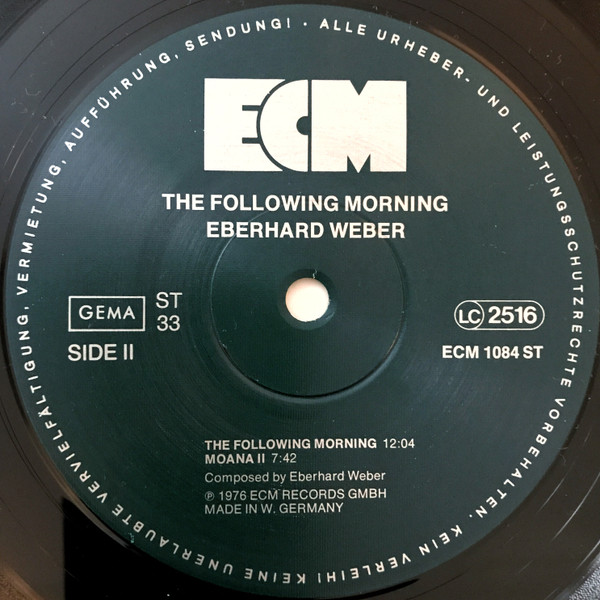 ALLE URHEBER- UND LEISTUNGSSCHUTZRECHTE VORBEHALTEN. KEIN VERLEIH! KEINE UNERLAUBTE VERVIELFÄLTIGUNG, VERMIETUNG, AUFFÜHRUNG, SENDUNG! ·
ECM
THE FOLLOWING MORNING
EBERHARD WEBER
GEMA
ST
33
LC 2516
SIDE II
ECM 1084 ST
THE FOLLOWING MORNING 12:04
MOANA II 7:42
Composed by Eberhard Weber
℗ 1976 ECM RECORDS GMBH
MADE IN W. GERMANY